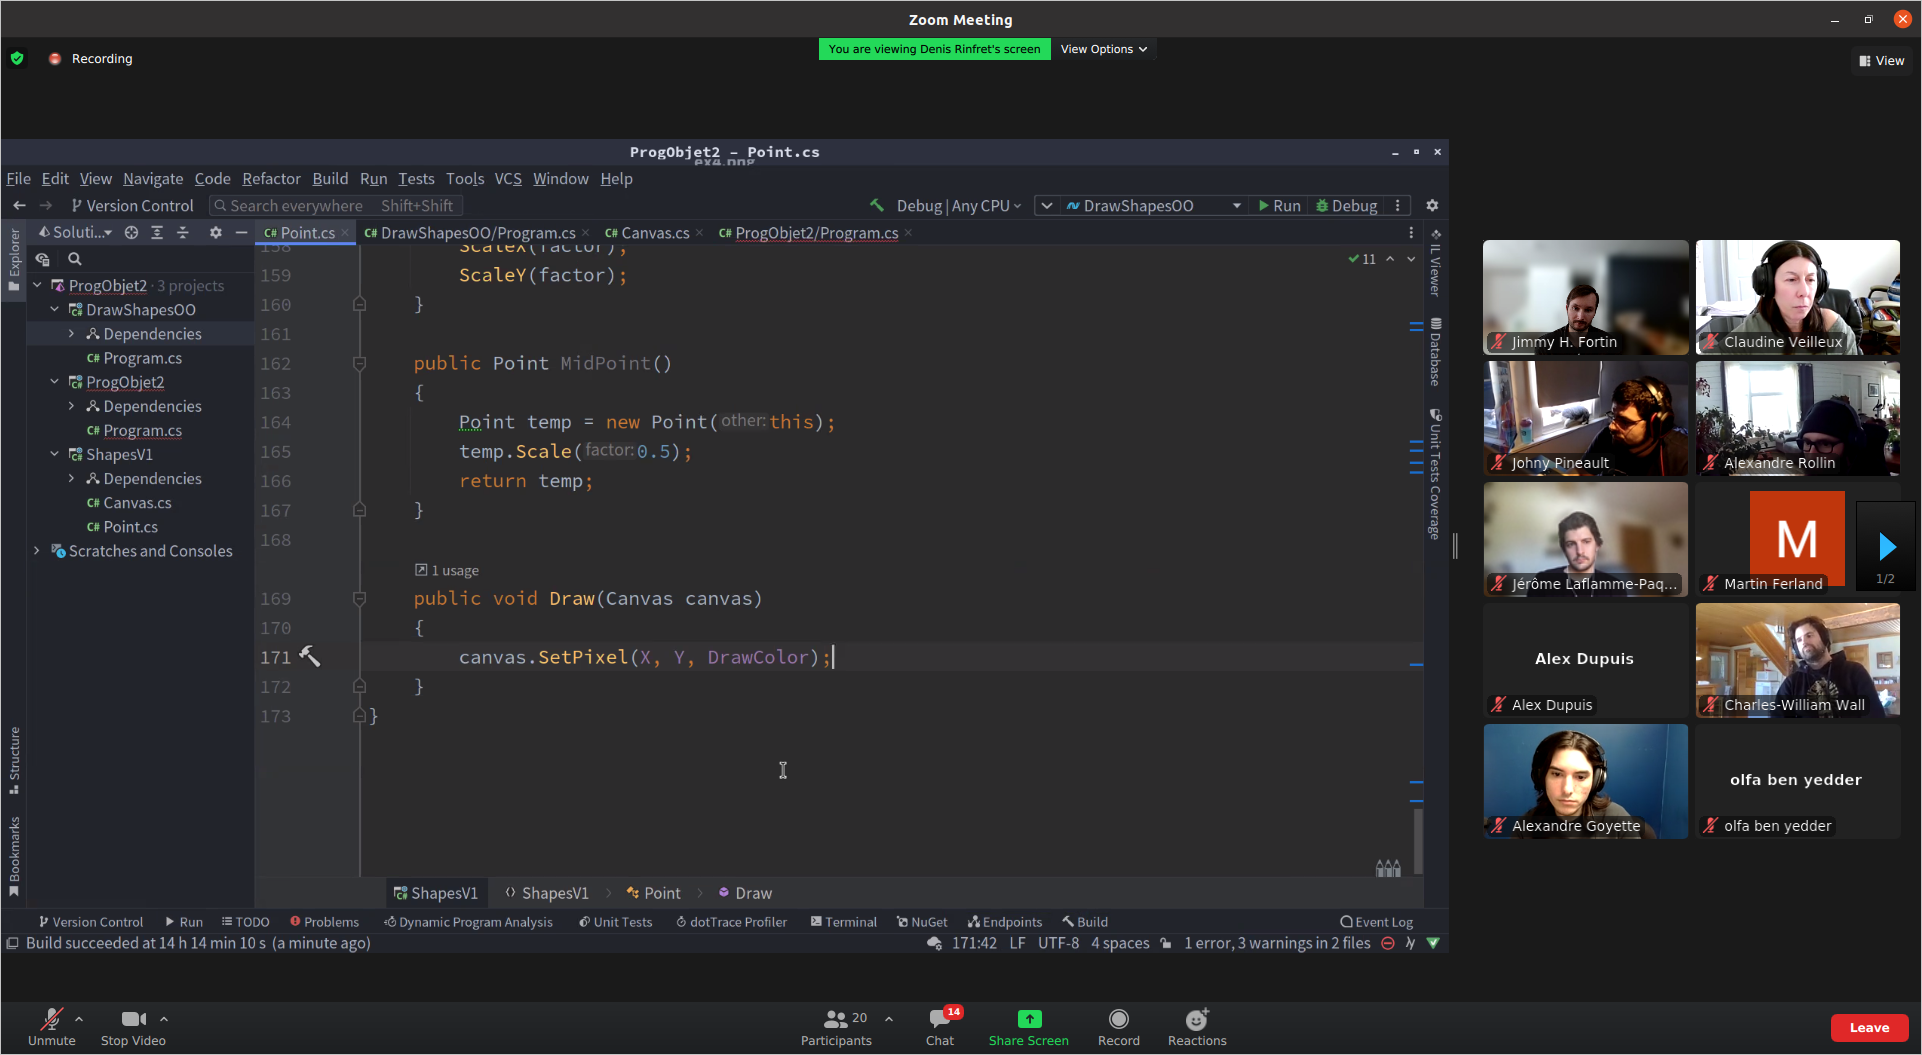 Zoom Meeting
Recording
You are viewing Denis Rinfret's screen
View Options
View
ProgObjet2 – Point.cs
ex4.png
File Edit View Navigate Code Refactor Build Run Tests Tools VCS Window Help
Version Control
Search everywhere Shift+Shift
Debug | Any CPU
DrawShapesOO
Run
Debug
Explorer
Soluti...
C# Point.cs
C# DrawShapesOO/Program.cs
C# Canvas.cs
C# ProgObjet2/Program.cs
ProgObjet2 · 3 projects
DrawShapesOO
Dependencies
C# Program.cs
ProgObjet2
Dependencies
C# Program.cs
ShapesV1
Dependencies
C# Canvas.cs
C# Point.cs
Scratches and Consoles
Structure
Bookmarks
158 ScaleX(factor);
159 ScaleY(factor);
160 }
161
162 public Point MidPoint()
163 {
164 Point temp = new Point(other: this);
165 temp.Scale(factor: 0.5);
166 return temp;
167 }
168
1 usage
169 public void Draw(Canvas canvas)
170 {
171 canvas.SetPixel(X, Y, DrawColor);
172 }
173 }
11
IL Viewer
Database
Unit Tests Coverage
ShapesV1
ShapesV1
Point
Draw
Version Control
Run
TODO
Problems
Dynamic Program Analysis
Unit Tests
dotTrace Profiler
Terminal
NuGet
Endpoints
Build
Event Log
Build succeeded at 14 h 14 min 10 s (a minute ago)
171:42 LF UTF-8 4 spaces
1 error, 3 warnings in 2 files
Jimmy H. Fortin
Claudine Veilleux
Johny Pineault
Alexandre Rollin
Jérôme Laflamme-Paq...
M
Martin Ferland
1/2
Alex Dupuis
Alex Dupuis
Charles-William Wall
Alexandre Goyette
olfa ben yedder
olfa ben yedder
Unmute
Stop Video
20
Participants
14
Chat
Share Screen
Record
Reactions
Leave